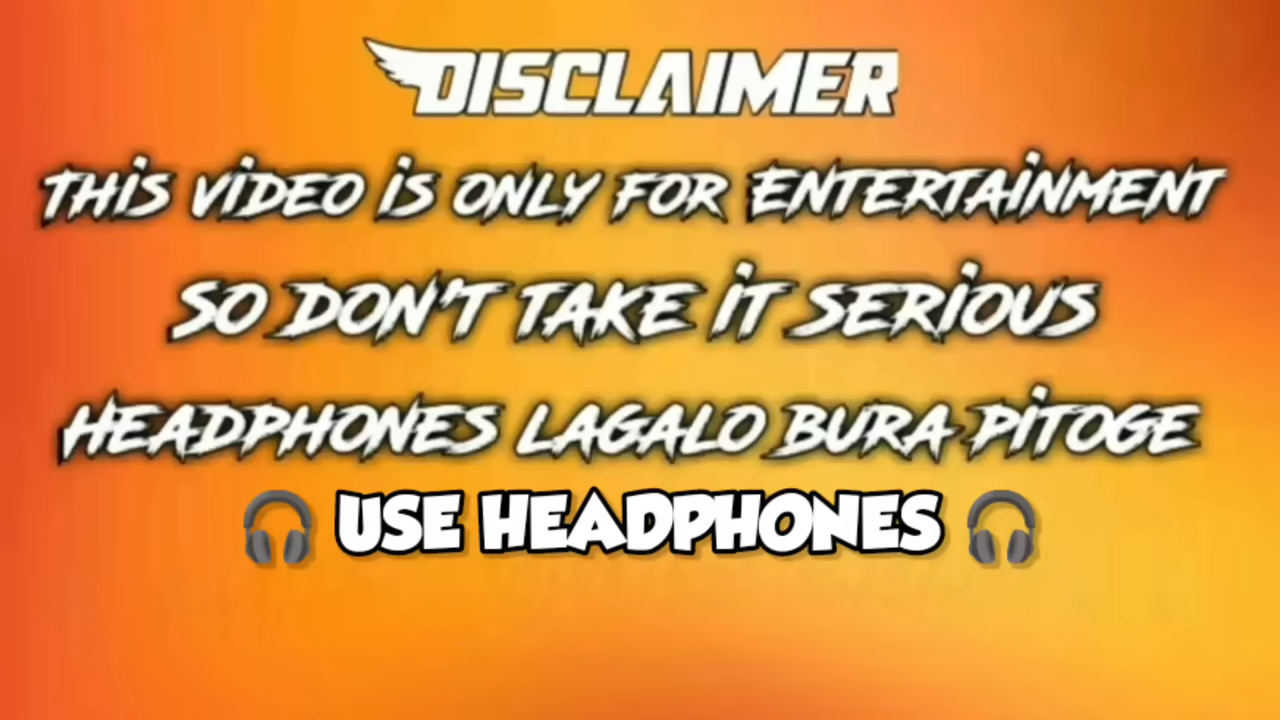 DISCLAIMER
THIS VIDEO IS ONLY FOR ENTERTAINMENT
SO DON'T TAKE IT SERIOUS
HEADPHONES LAGALO BURA PITOGE
🎧 USE HEADPHONES 🎧